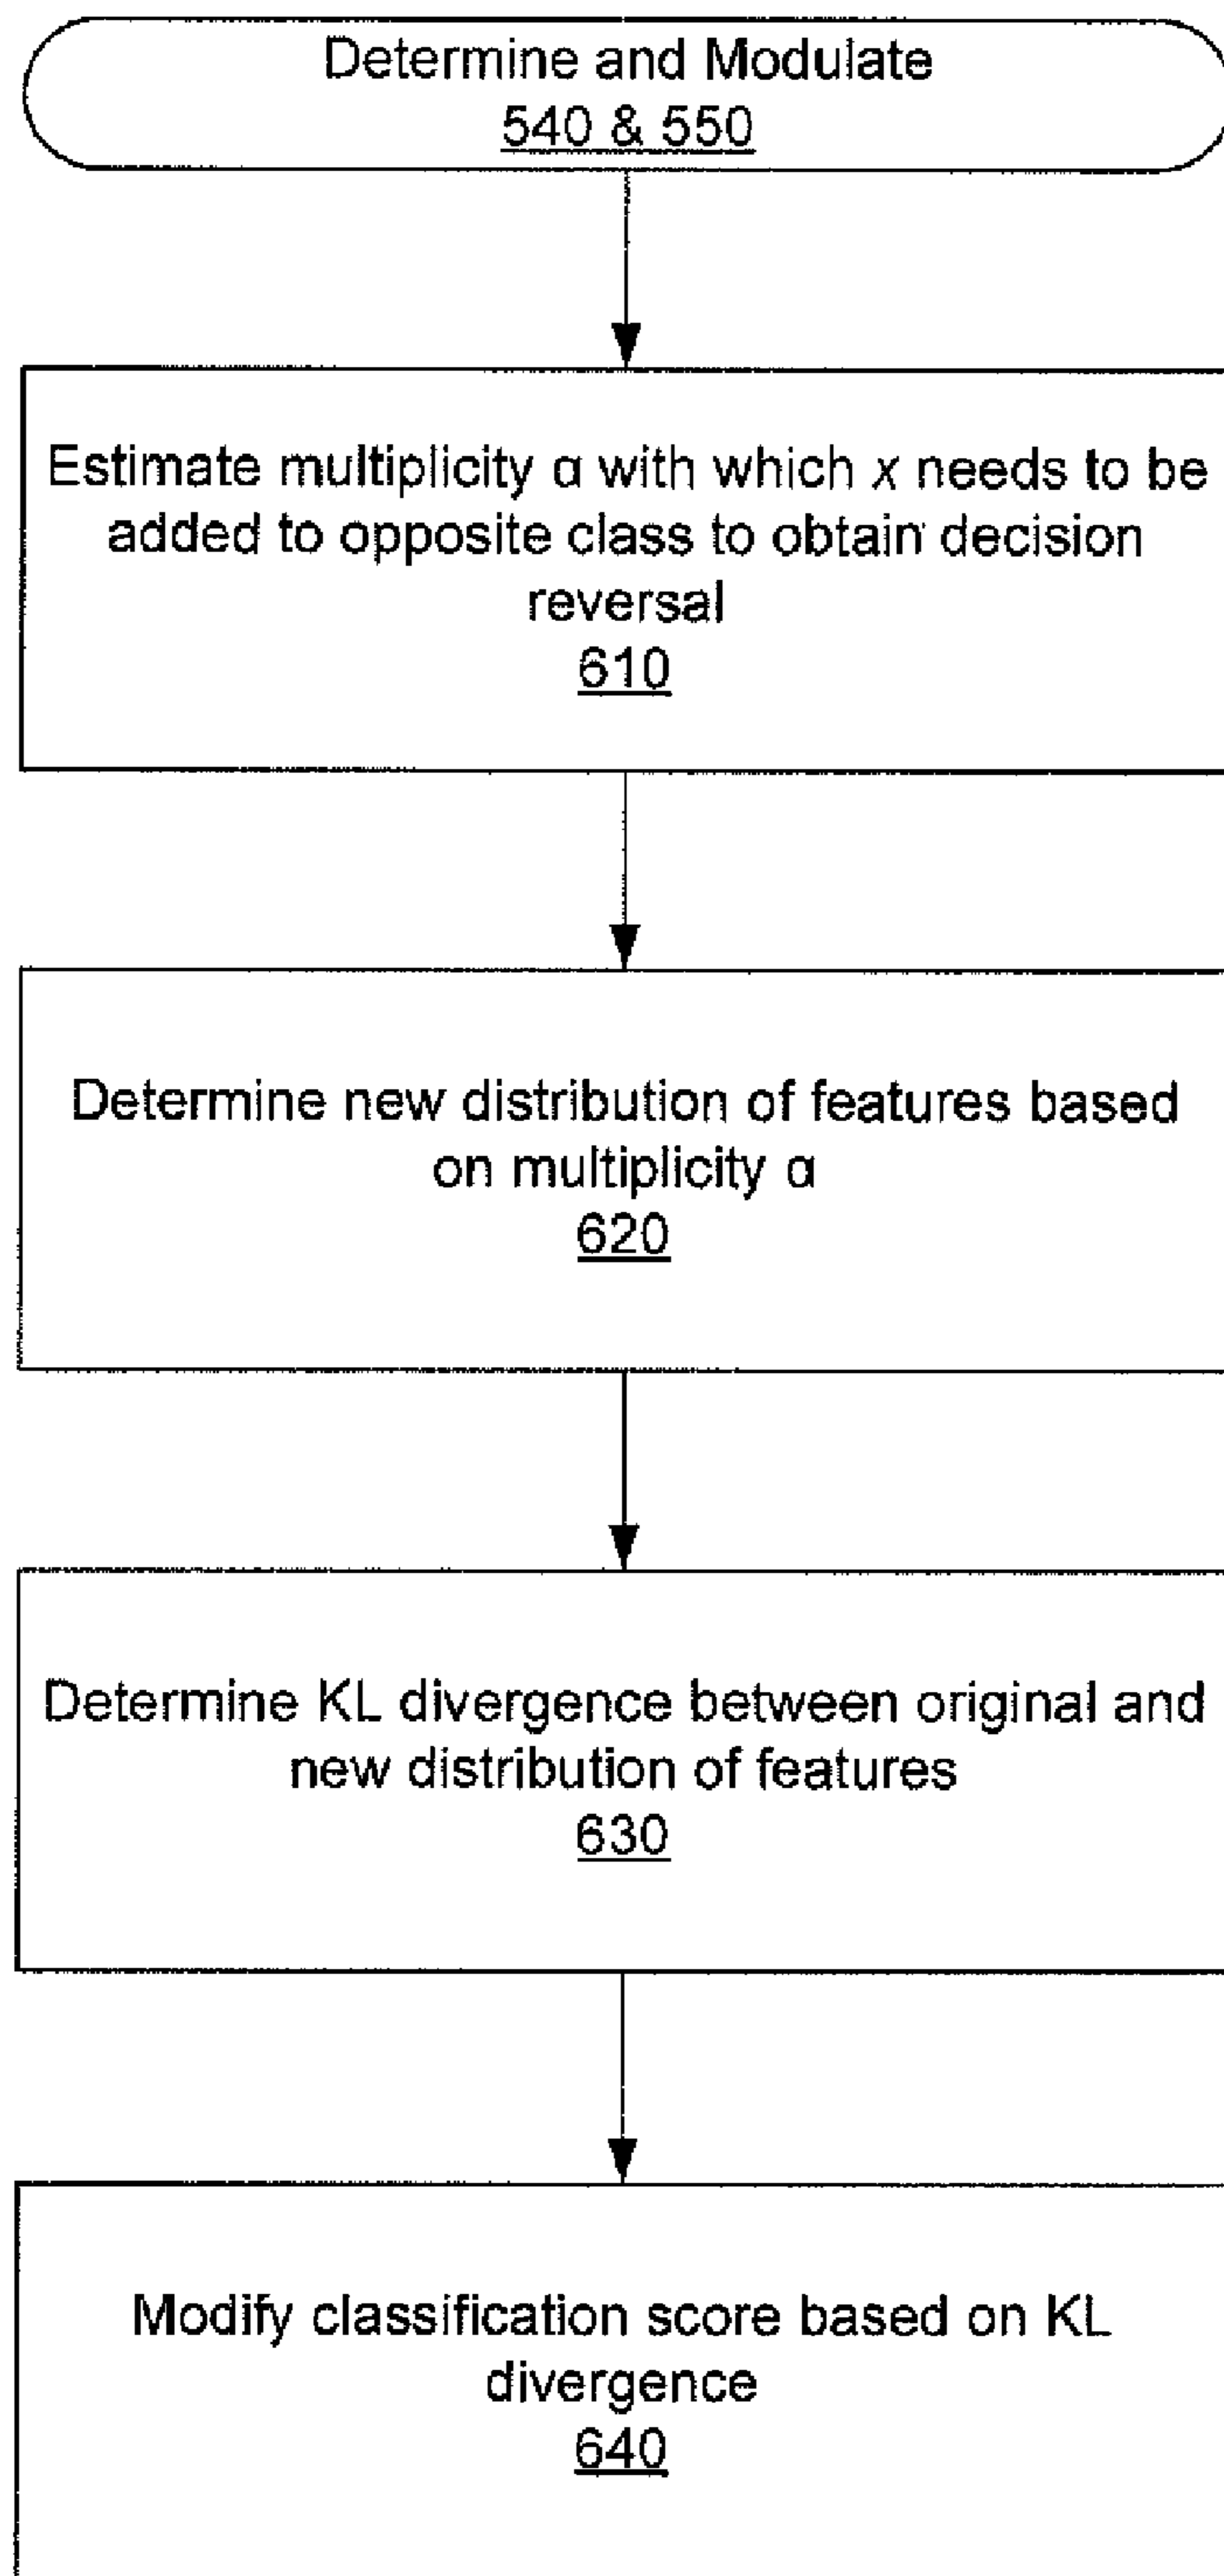 Determine and Modulate
540 & 550
Estimate multiplicity α with which x needs to be
added to opposite class to obtain decision
reversal
610
Determine new distribution of features based
on multiplicity α
620
Determine KL divergence between original and
new distribution of features
630
Modify classification score based on KL
divergence
640